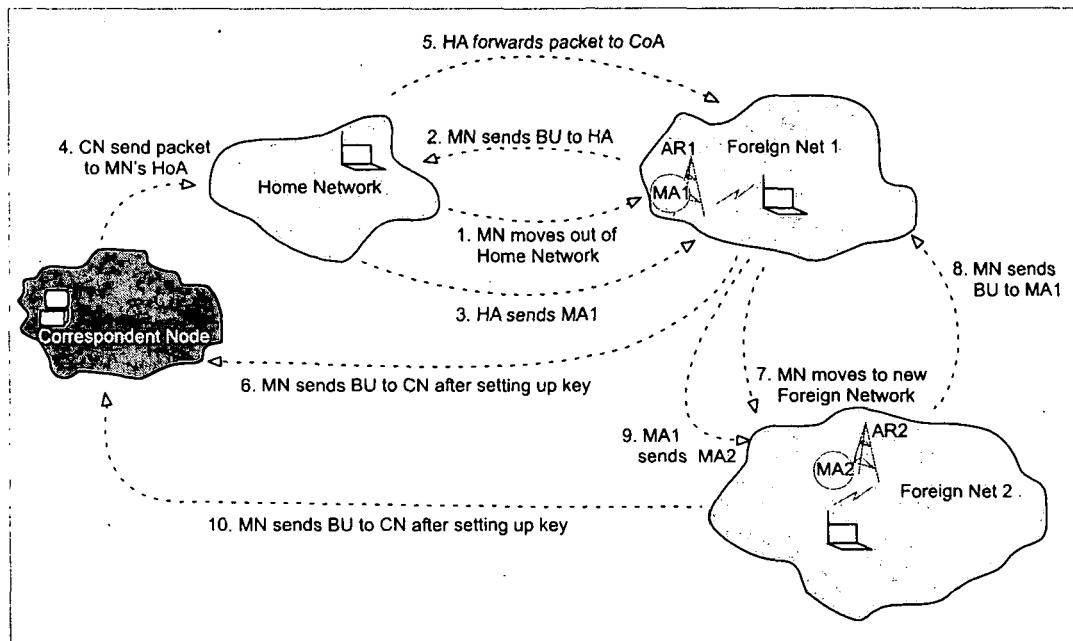 5. HA forwards packet to CoA
4. CN send packet
to MN's HoA
2. MN sends BU to HA
Home Network
AR1
Foreign Net 1
MA1
1. MN moves out of
Home Network
3. HA sends MA1
8. MN sends
BU to MA1
Correspondent Node
6. MN sends BU to CN after setting up key
7. MN moves to new
Foreign Network
9. MA1
sends MA2
AR2
MA2
Foreign Net 2
10. MN sends BU to CN after setting up key